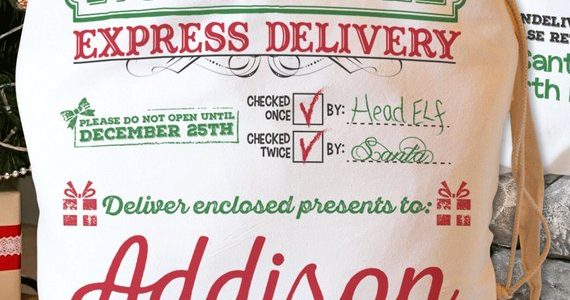 EXPRESS DELIVERY
PLEASE DO NOT OPEN UNTIL
DECEMBER 25TH
CHECKED ONCE
BY: Head Elf
CHECKED TWICE
BY: Santa
Deliver enclosed presents to:
Addison